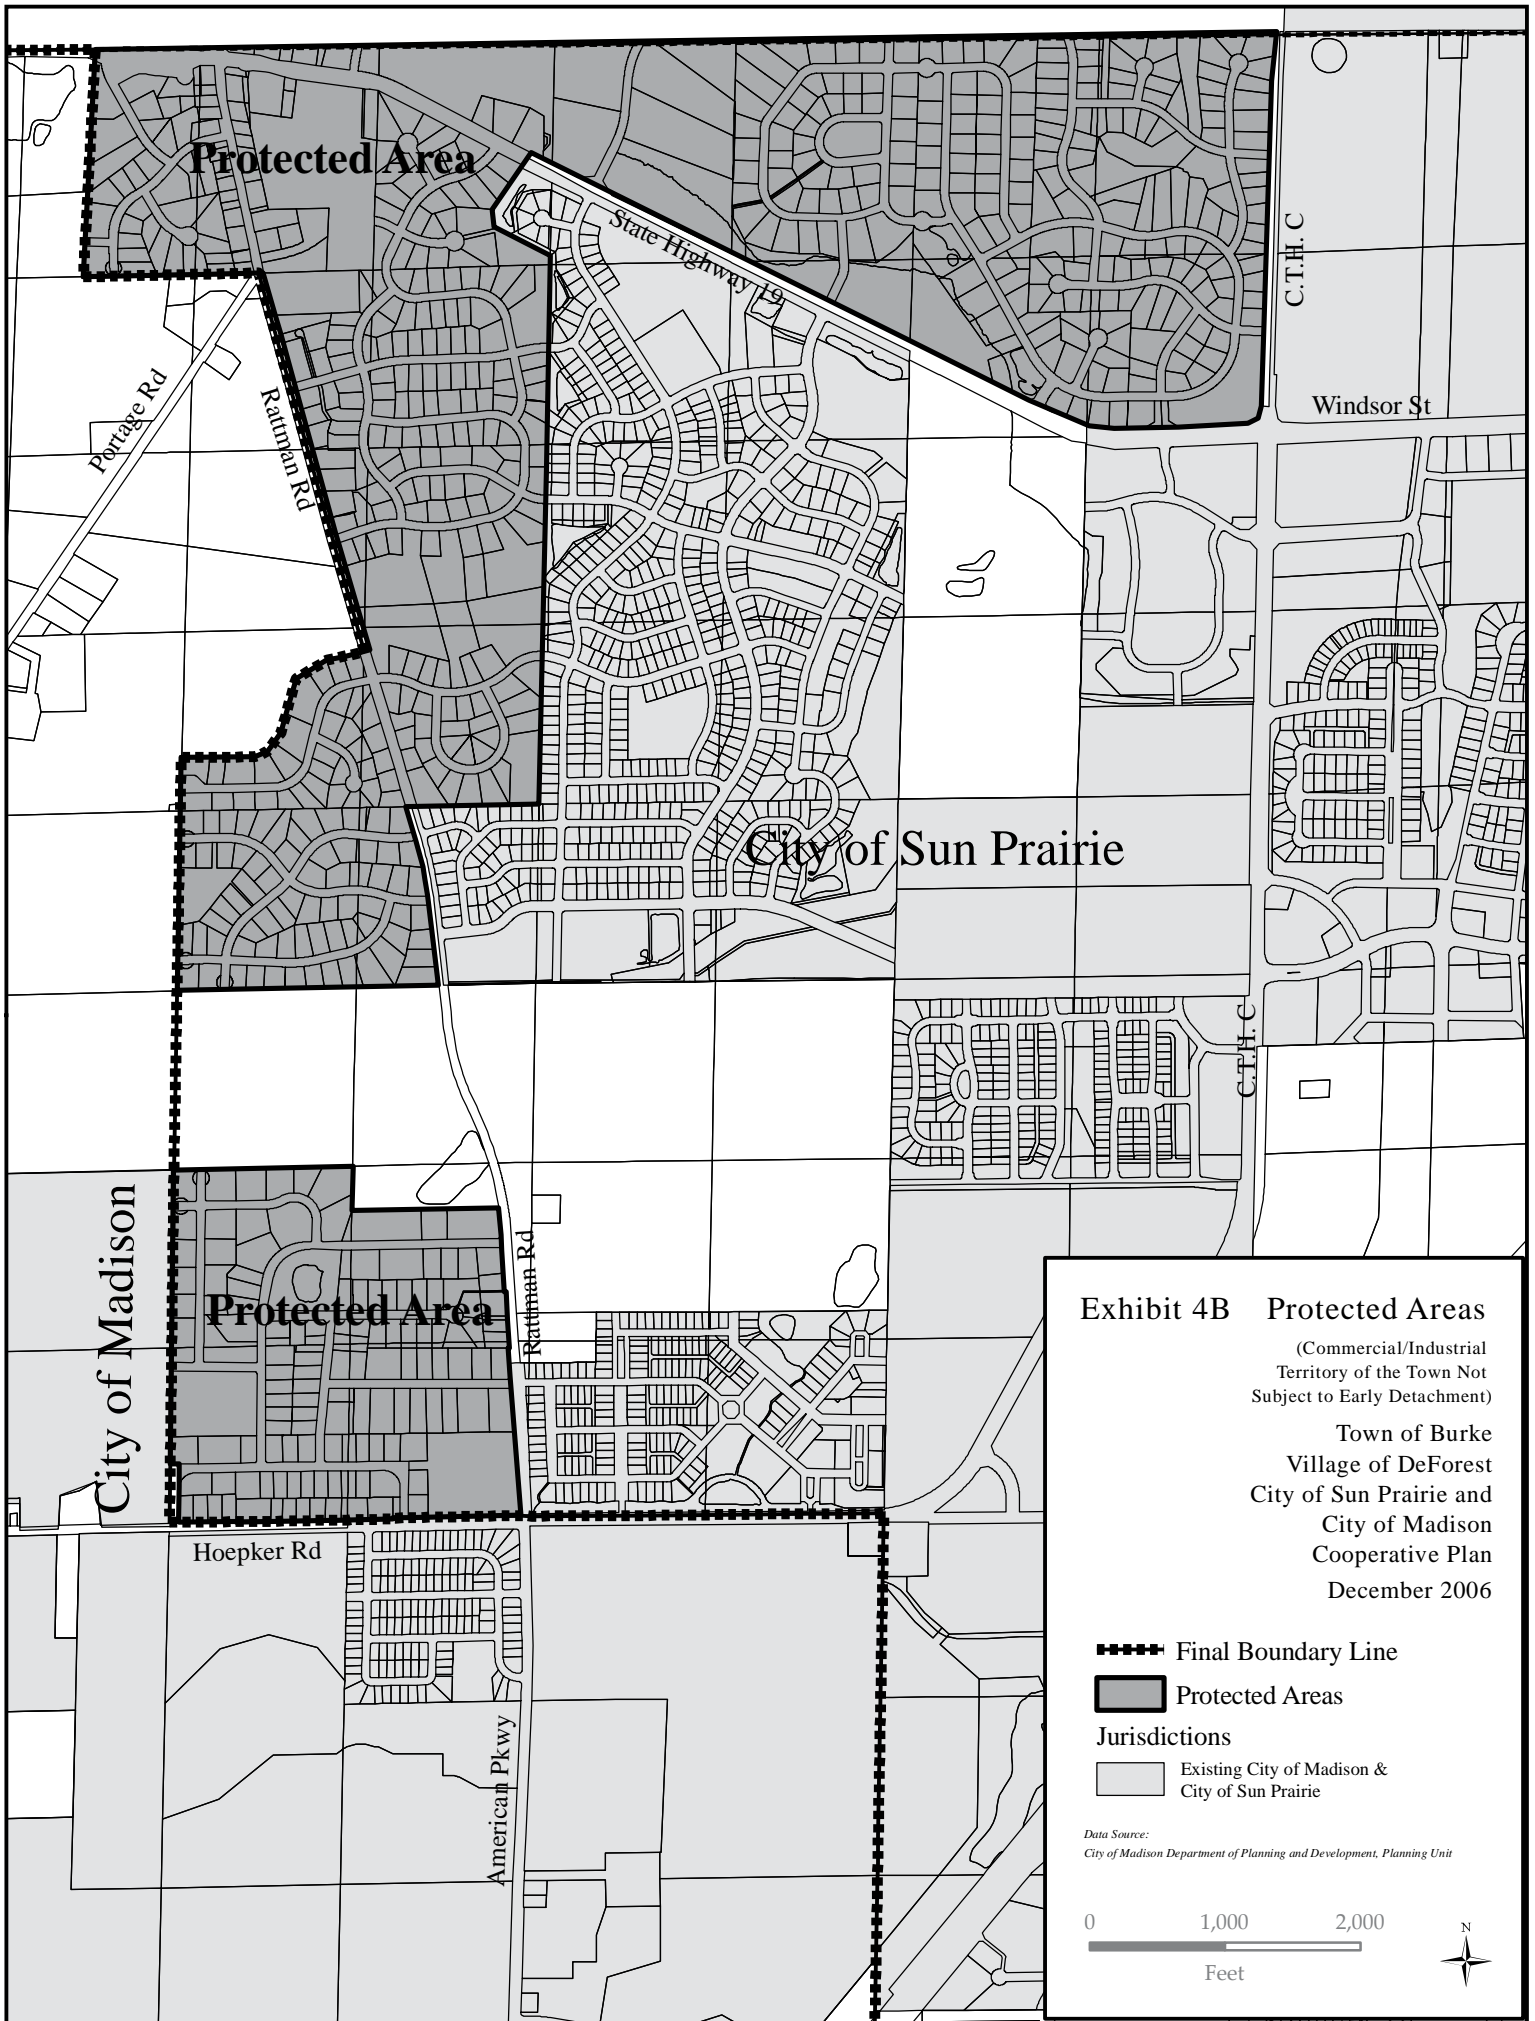 Protected Area
State Highway 19
C.T.H. C
Portage Rd
Rattman Rd
Windsor St
City of Sun Prairie
C.T.H. C
City of Madison
Protected Area
Rattman Rd
Hoepker Rd
American Pkwy
Exhibit 4B Protected Areas
(Commercial/Industrial
Territory of the Town Not
Subject to Early Detachment)
Town of Burke
Village of DeForest
City of Sun Prairie and
City of Madison
Cooperative Plan
December 2006
Final Boundary Line
Protected Areas
Jurisdictions
Existing City of Madison &
City of Sun Prairie
Data Source:
City of Madison Department of Planning and Development, Planning Unit
0 1,000 2,000
Feet
N